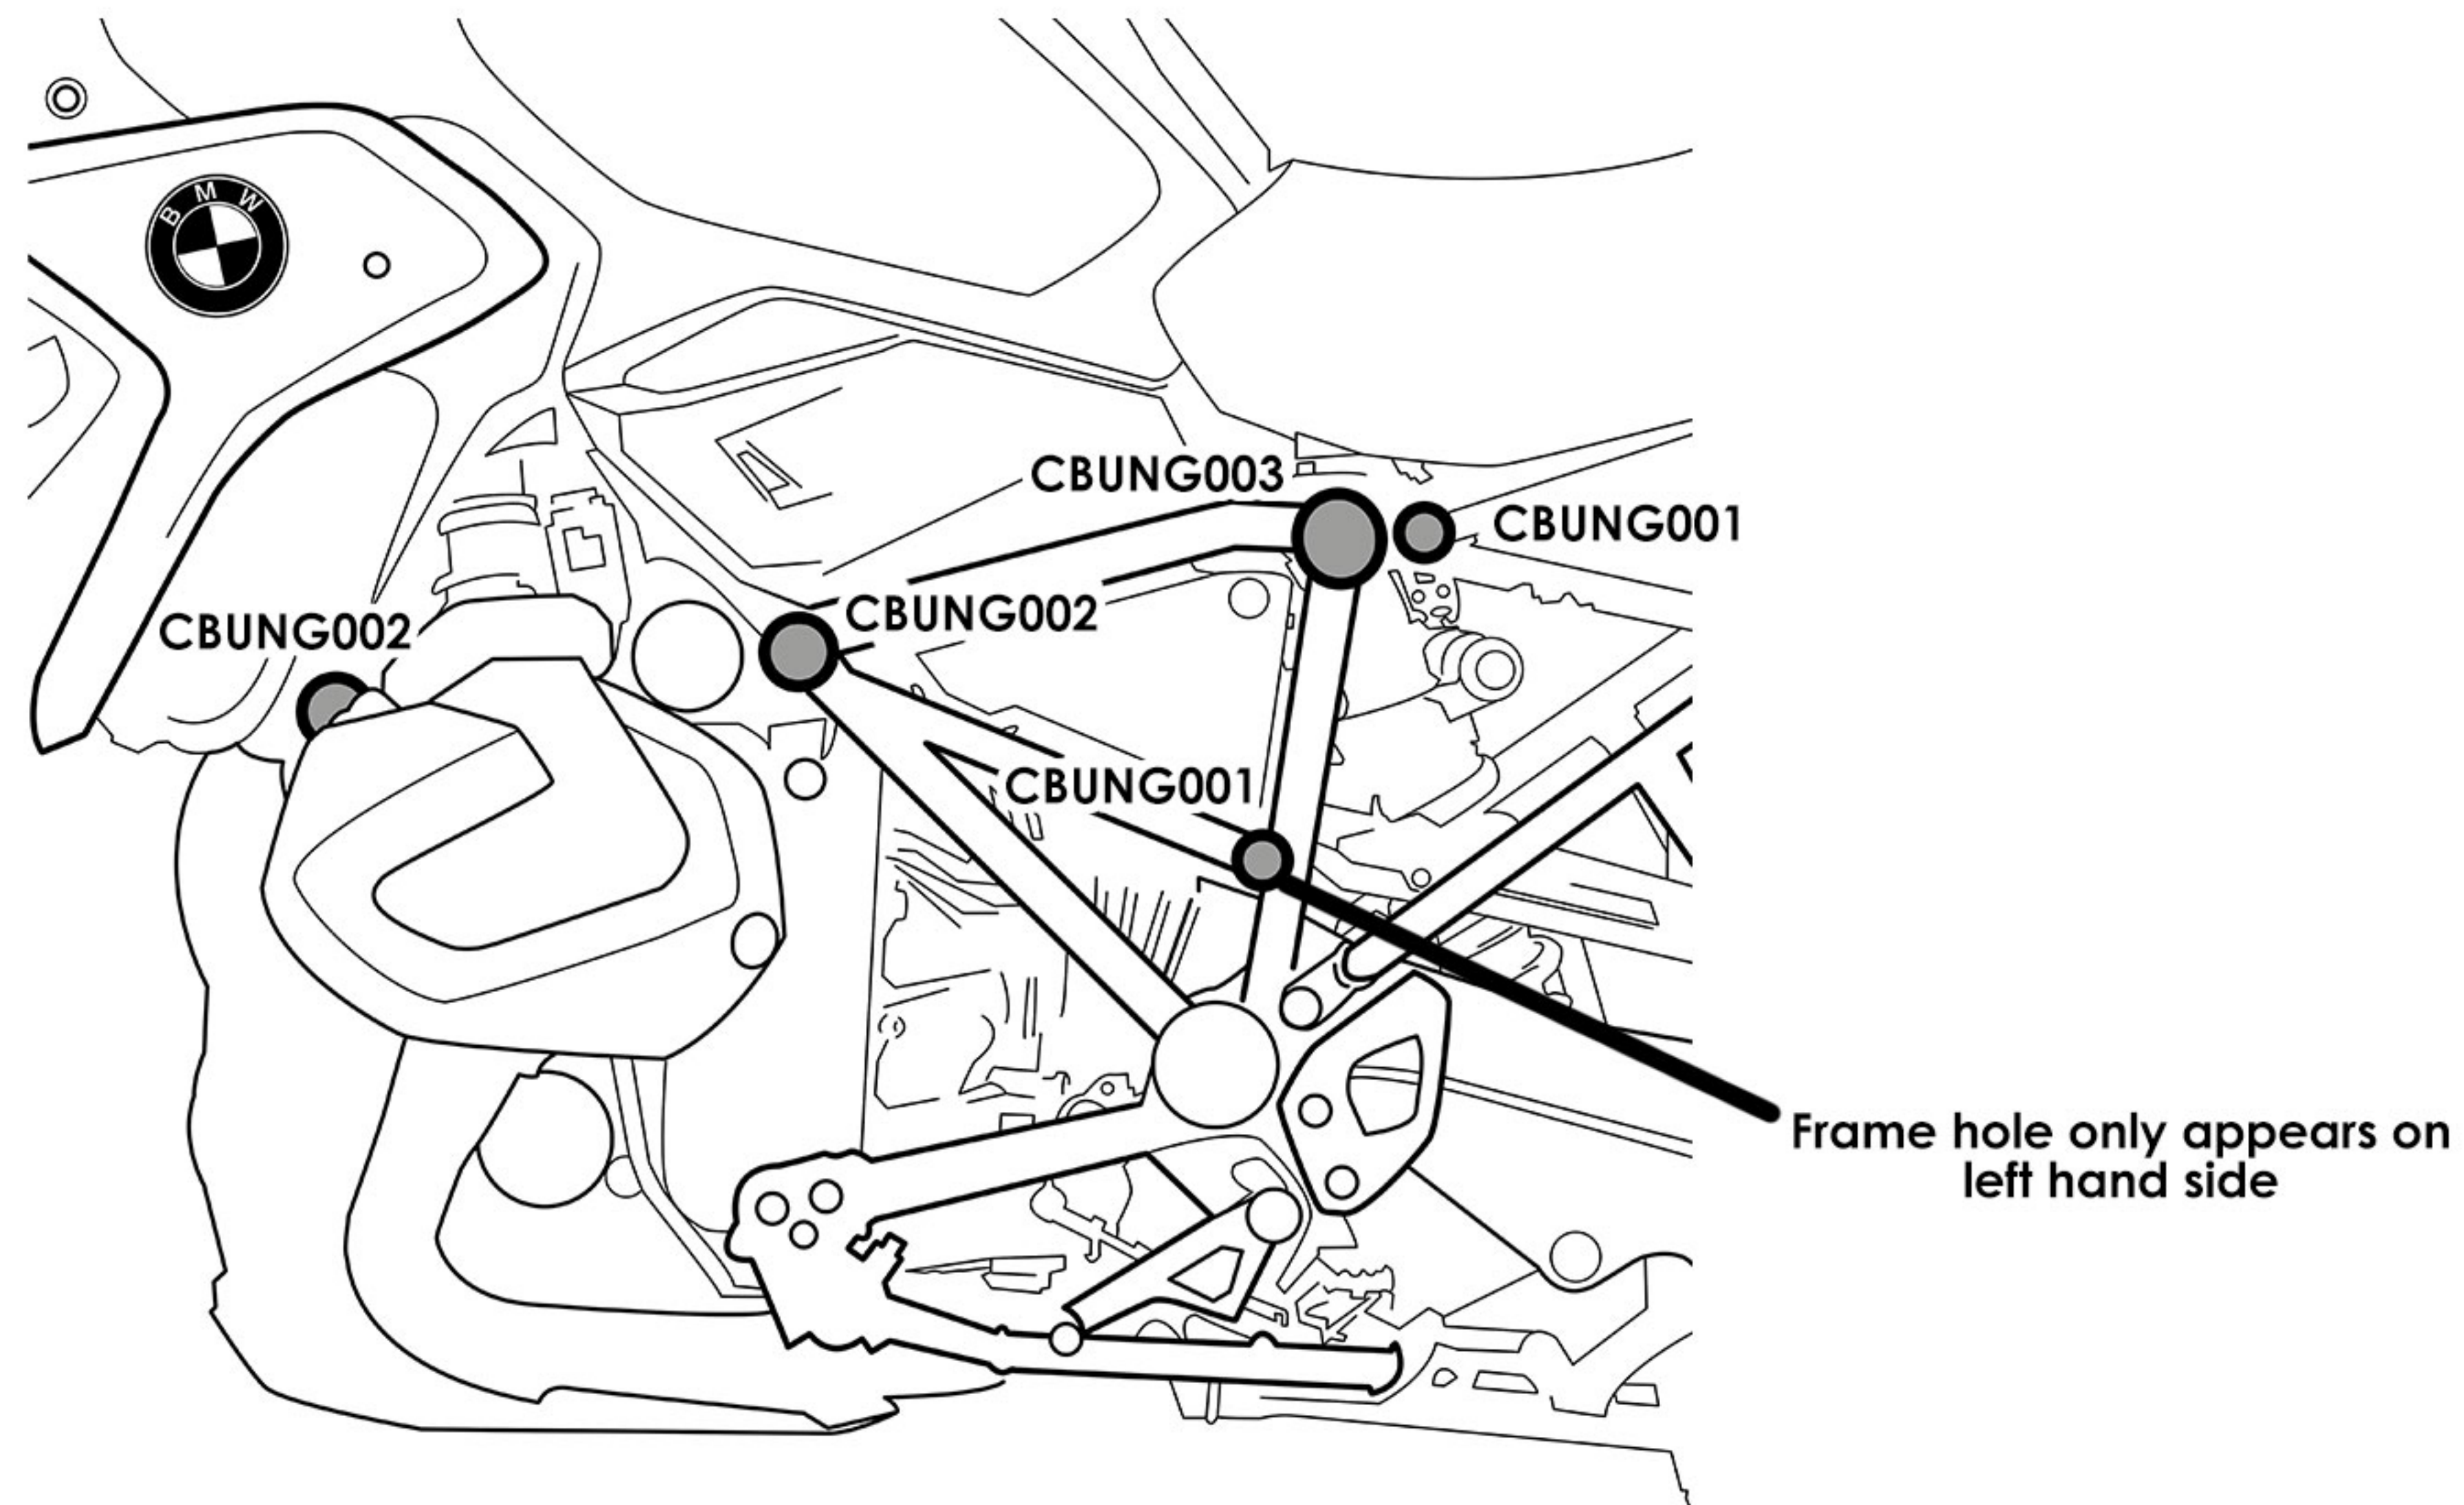 BMW
CBUNG003
CBUNG001
CBUNG002
CBUNG002
CBUNG001
Frame hole only appears on
left hand side